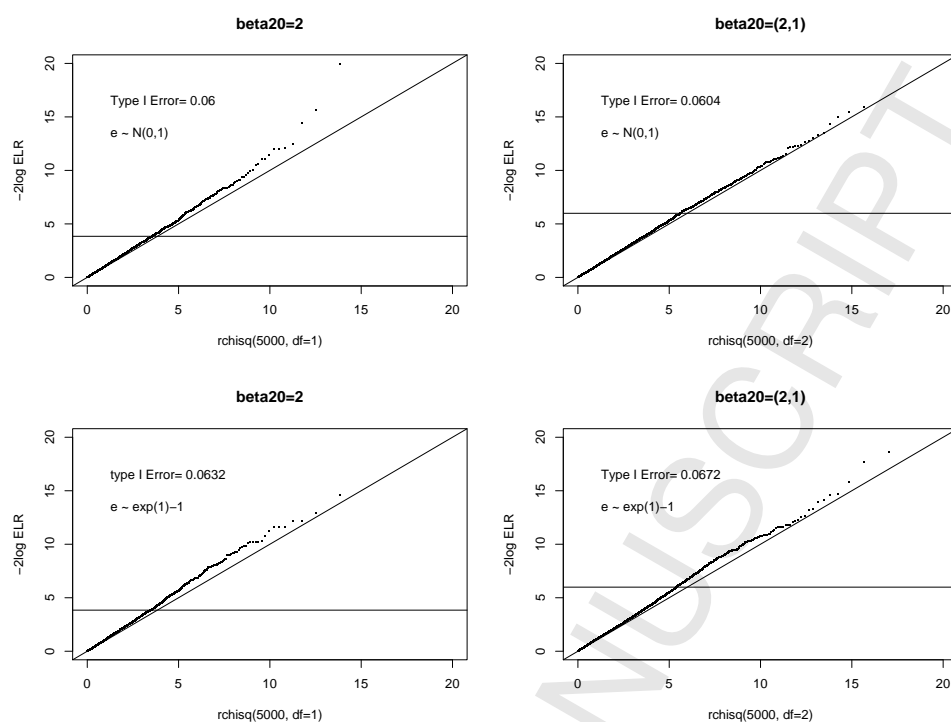 beta20=2
20
15
10
5
0
−2log ELR
Type I Error= 0.06
e ~ N(0,1)
0 5 10 15 20
rchisq(5000, df=1)
beta20=(2,1)
20
15
10
5
0
−2log ELR
Type I Error= 0.0604
e ~ N(0,1)
0 5 10 15 20
rchisq(5000, df=2)
beta20=2
20
15
10
5
0
−2log ELR
type I Error= 0.0632
e ~ exp(1)−1
0 5 10 15 20
rchisq(5000, df=1)
beta20=(2,1)
20
15
10
5
0
−2log ELR
Type I Error= 0.0672
e ~ exp(1)−1
0 5 10 15 20
rchisq(5000, df=2)
NUSCRIPT